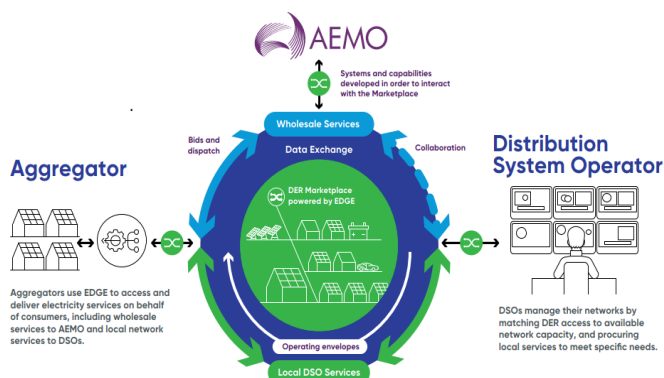 AEMO
Systems and capabilities
developed in order to interact
with the Marketplace
Wholesale Services
Bids and
dispatch
Data Exchange
Collaboration
Aggregator
Distribution
System Operator
DER Marketplace
powered by EDGE
Aggregators use EDGE to access and
deliver electricity services on behalf
of consumers, including wholesale
services to AEMO and local network
services to DSOs.
DSOs manage their networks by
matching DER access to available
network capacity, and procuring
local services to meet specific needs.
Operating envelopes
Local DSO Services